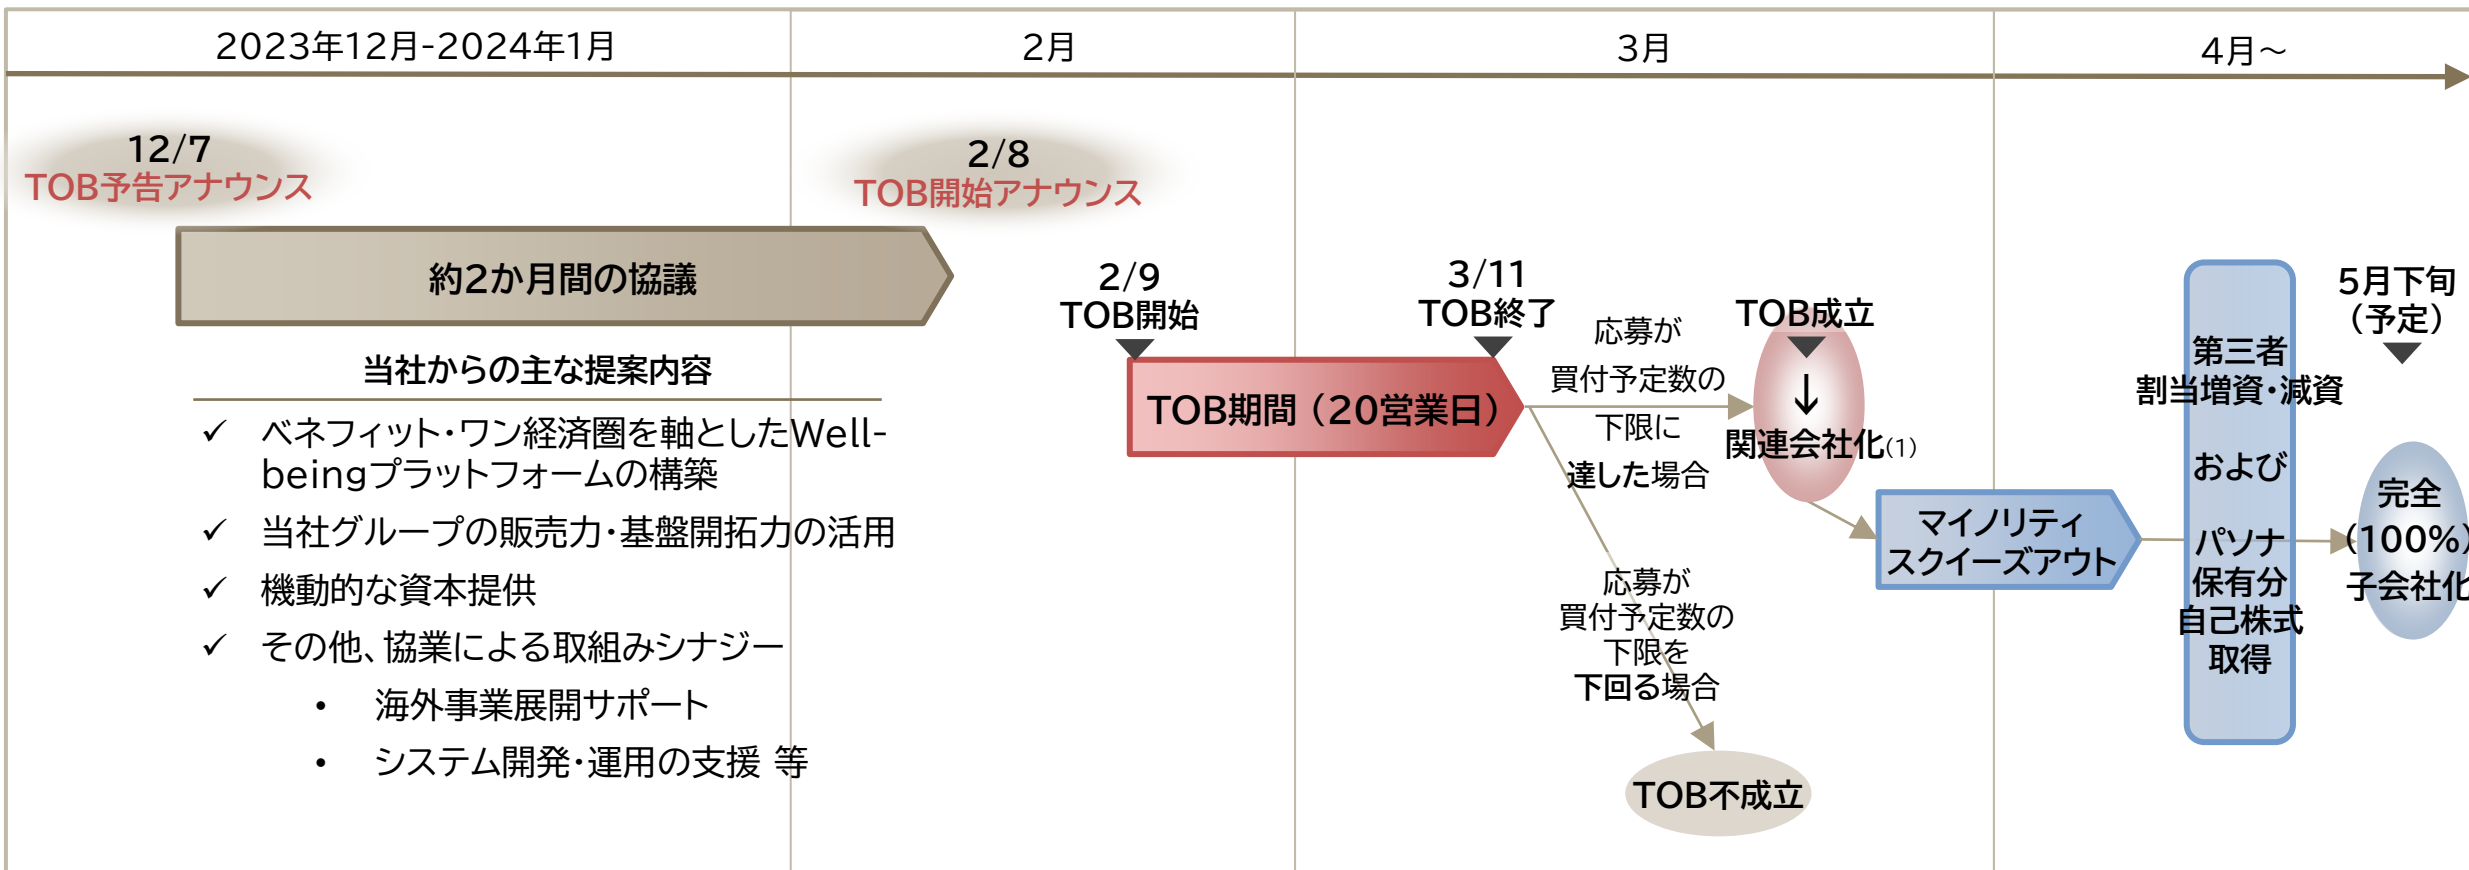 2023年12月-2024年1月
2月
3月
4月～
12/7
TOB予告アナウンス
2/8
TOB開始アナウンス
約2か月間の協議
当社からの主な提案内容
✓ ベネフィット・ワン経済圏を軸としたWell-
beingプラットフォームの構築
✓ 当社グループの販売力・基盤開拓力の活用
✓ 機動的な資本提供
✓ その他、協業による取組みシナジー
• 海外事業展開サポート
• システム開発・運用の支援 等
2/9
TOB開始
3/11
TOB終了
TOB期間（20営業日）
応募が
買付予定数の
下限に
達した場合
TOB成立
↓
関連会社化(1)
応募が
買付予定数の
下限を
下回る場合
TOB不成立
マイノリティ
スクイーズアウト
第三者
割当増資・減資
および
パソナ
保有分
自己株式
取得
5月下旬
（予定）
完全
（100%）
子会社化